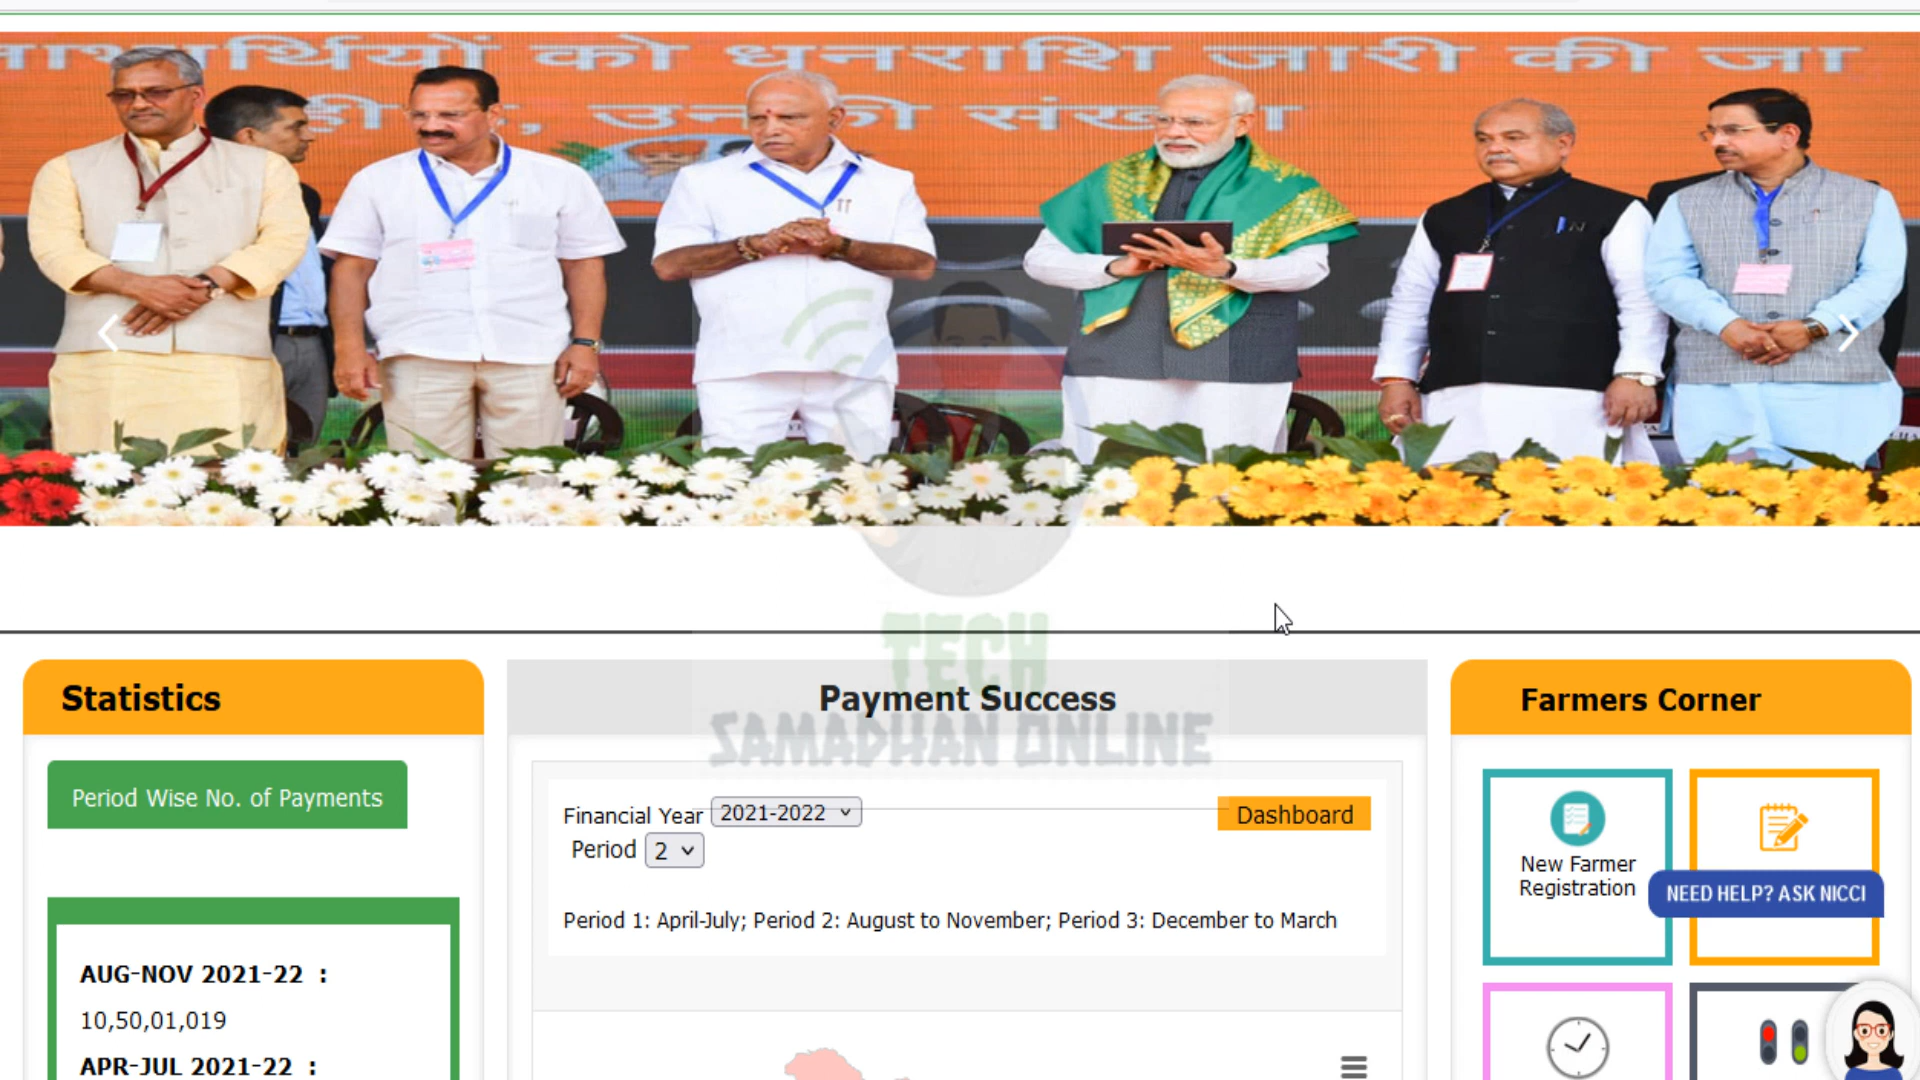 लाभार्थियों को धनराशि जारी की जा
उनकी संख्या
TECH
SAMADHAN ONLINE
Statistics
Payment Success
Farmers Corner
Period Wise No. of Payments
Financial Year 2021-2022
Dashboard
Period 2
New Farmer
Registration
NEED HELP? ASK NICCI
Period 1: April-July; Period 2: August to November; Period 3: December to March
AUG-NOV 2021-22 :
10,50,01,019
APR-JUL 2021-22 :